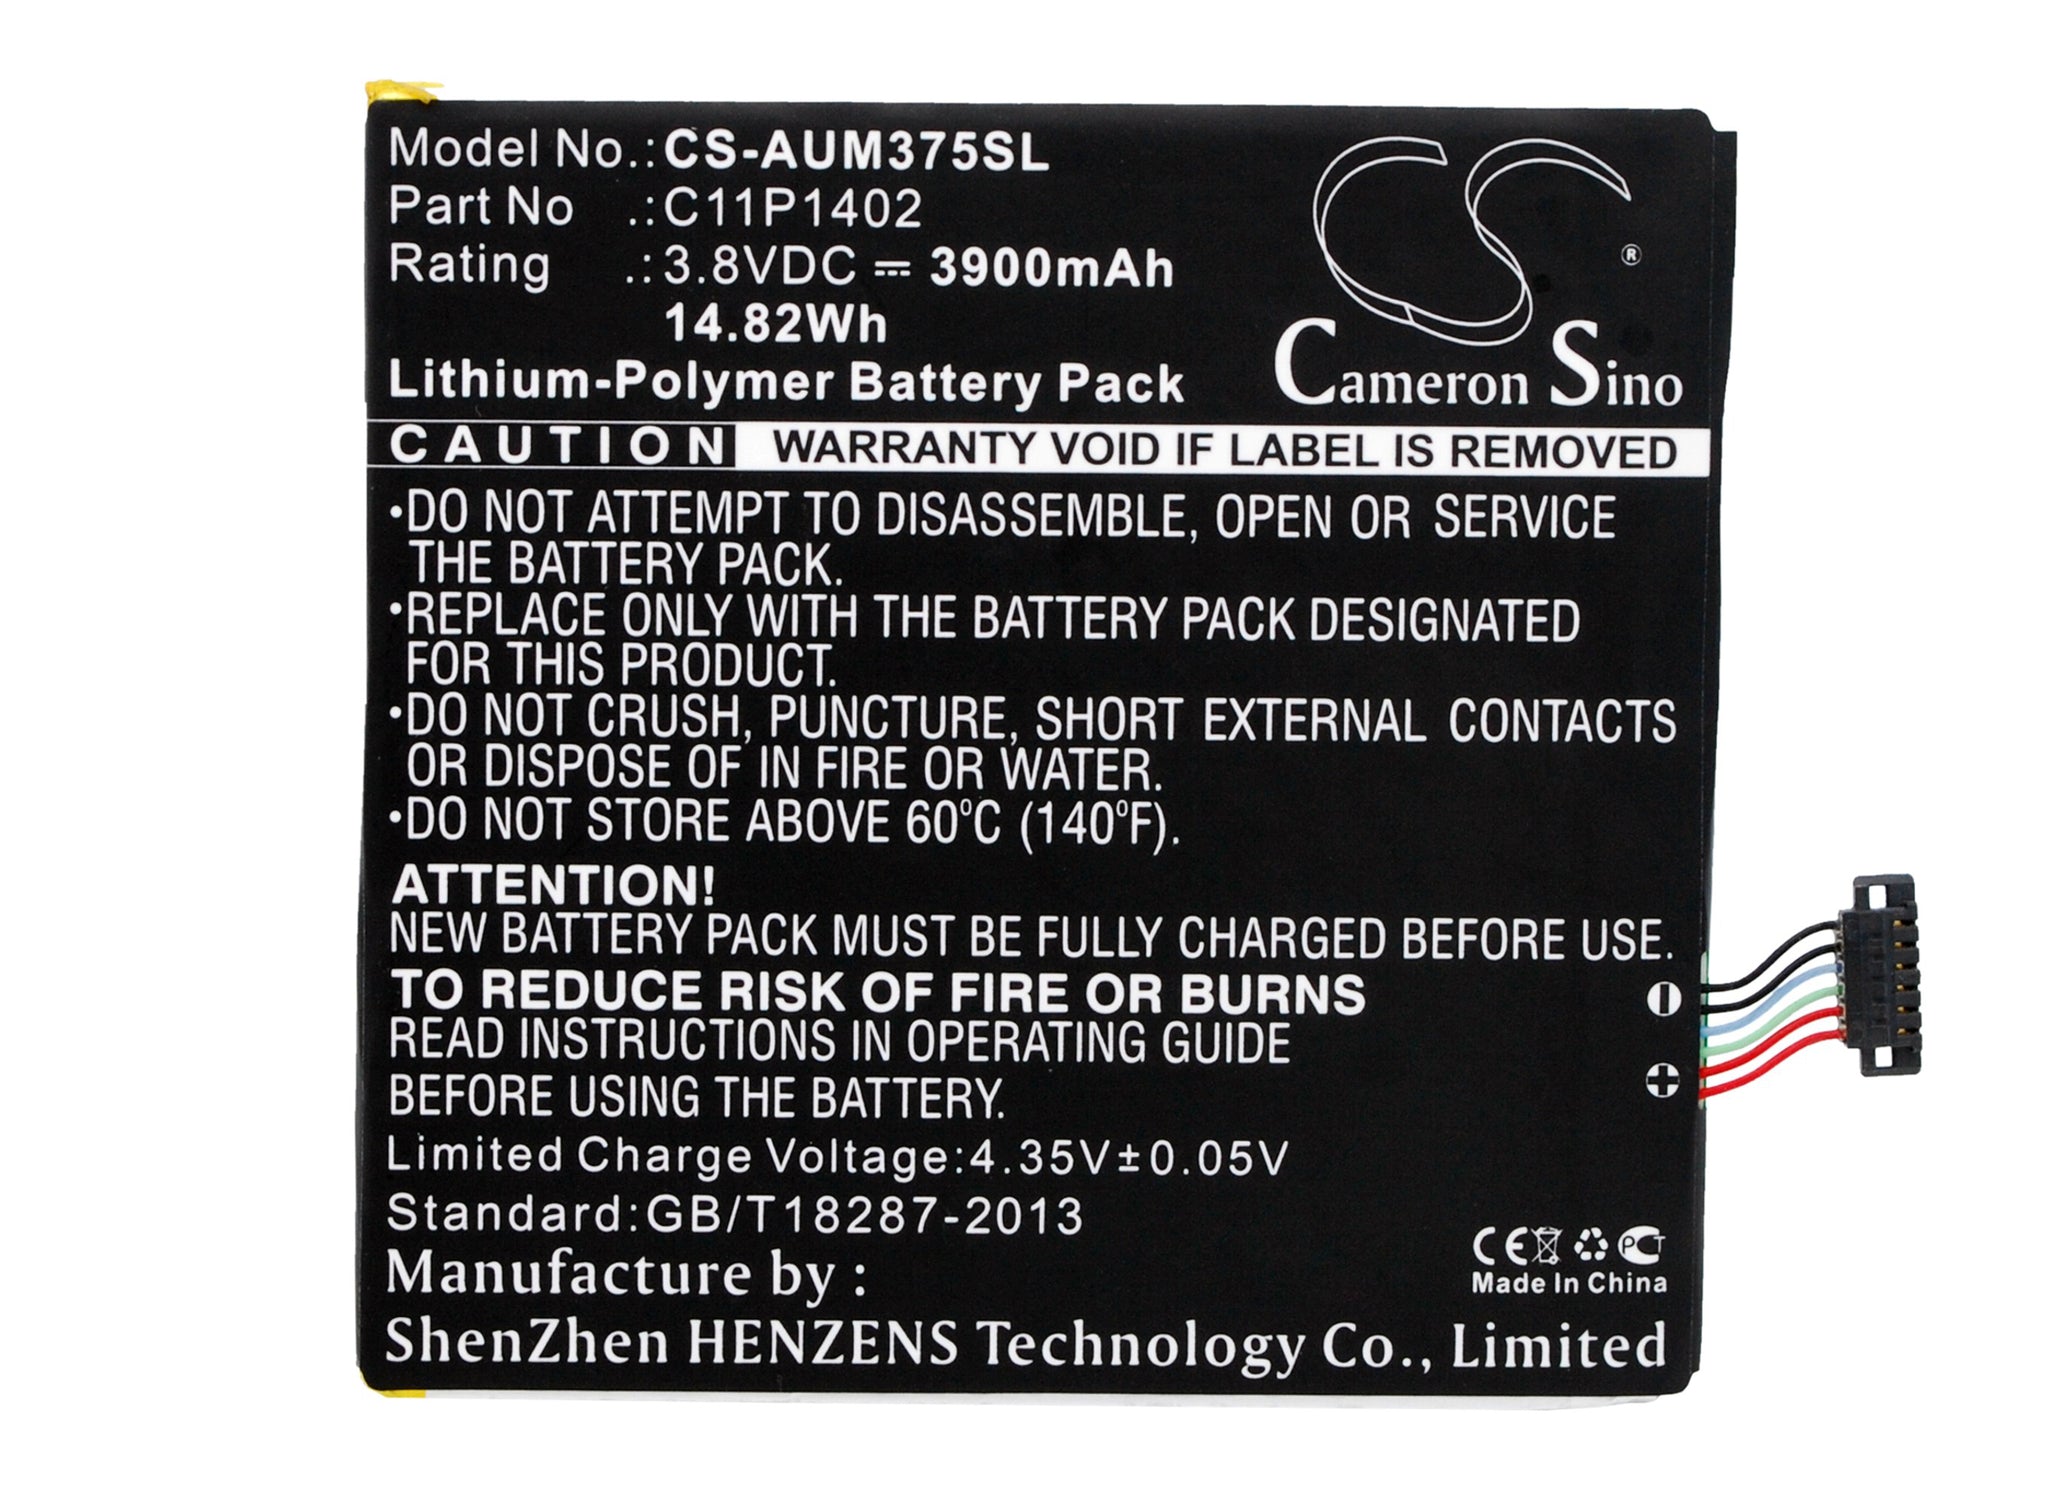 Model No.: CS-AUM375SL
Part No .: C11P1402
Rating .: 3.8VDC ⎓ 3900mAh
14.82Wh
Lithium-Polymer Battery Pack
CS ®
Cameron Sino
CAUTION WARRANTY VOID IF LABEL IS REMOVED
•DO NOT ATTEMPT TO DISASSEMBLE, OPEN OR SERVICE
THE BATTERY PACK.
•REPLACE ONLY WITH THE BATTERY PACK DESIGNATED
FOR THIS PRODUCT.
•DO NOT CRUSH, PUNCTURE, SHORT EXTERNAL CONTACTS
OR DISPOSE OF IN FIRE OR WATER.
•DO NOT STORE ABOVE 60°C (140°F).
ATTENTION!
NEW BATTERY PACK MUST BE FULLY CHARGED BEFORE USE.
TO REDUCE RISK OF FIRE OR BURNS
READ INSTRUCTIONS IN OPERATING GUIDE
BEFORE USING THE BATTERY.
Limited Charge Voltage:4.35V±0.05V
Standard:GB/T18287-2013
CE PCT
Made In China
Manufacture by :
ShenZhen HENZENS Technology Co., Limited